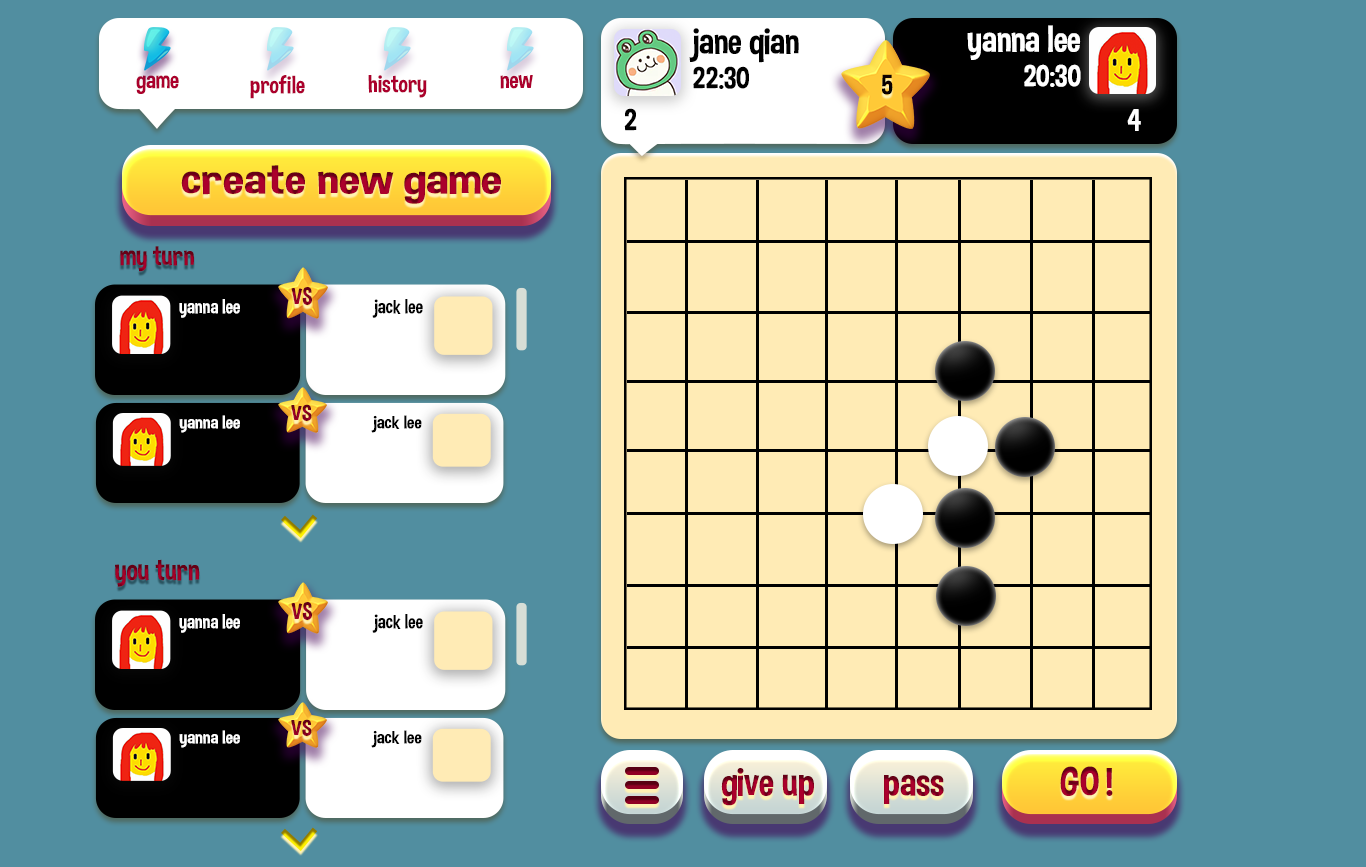 game
profile
history
new
create new game
my turn
yanna lee
VS
jack lee
yanna lee
VS
jack lee
you turn
yanna lee
VS
jack lee
yanna lee
VS
jack lee
jane qian
22:30
2
5
yanna lee
20:30
4
give up
pass
GO!